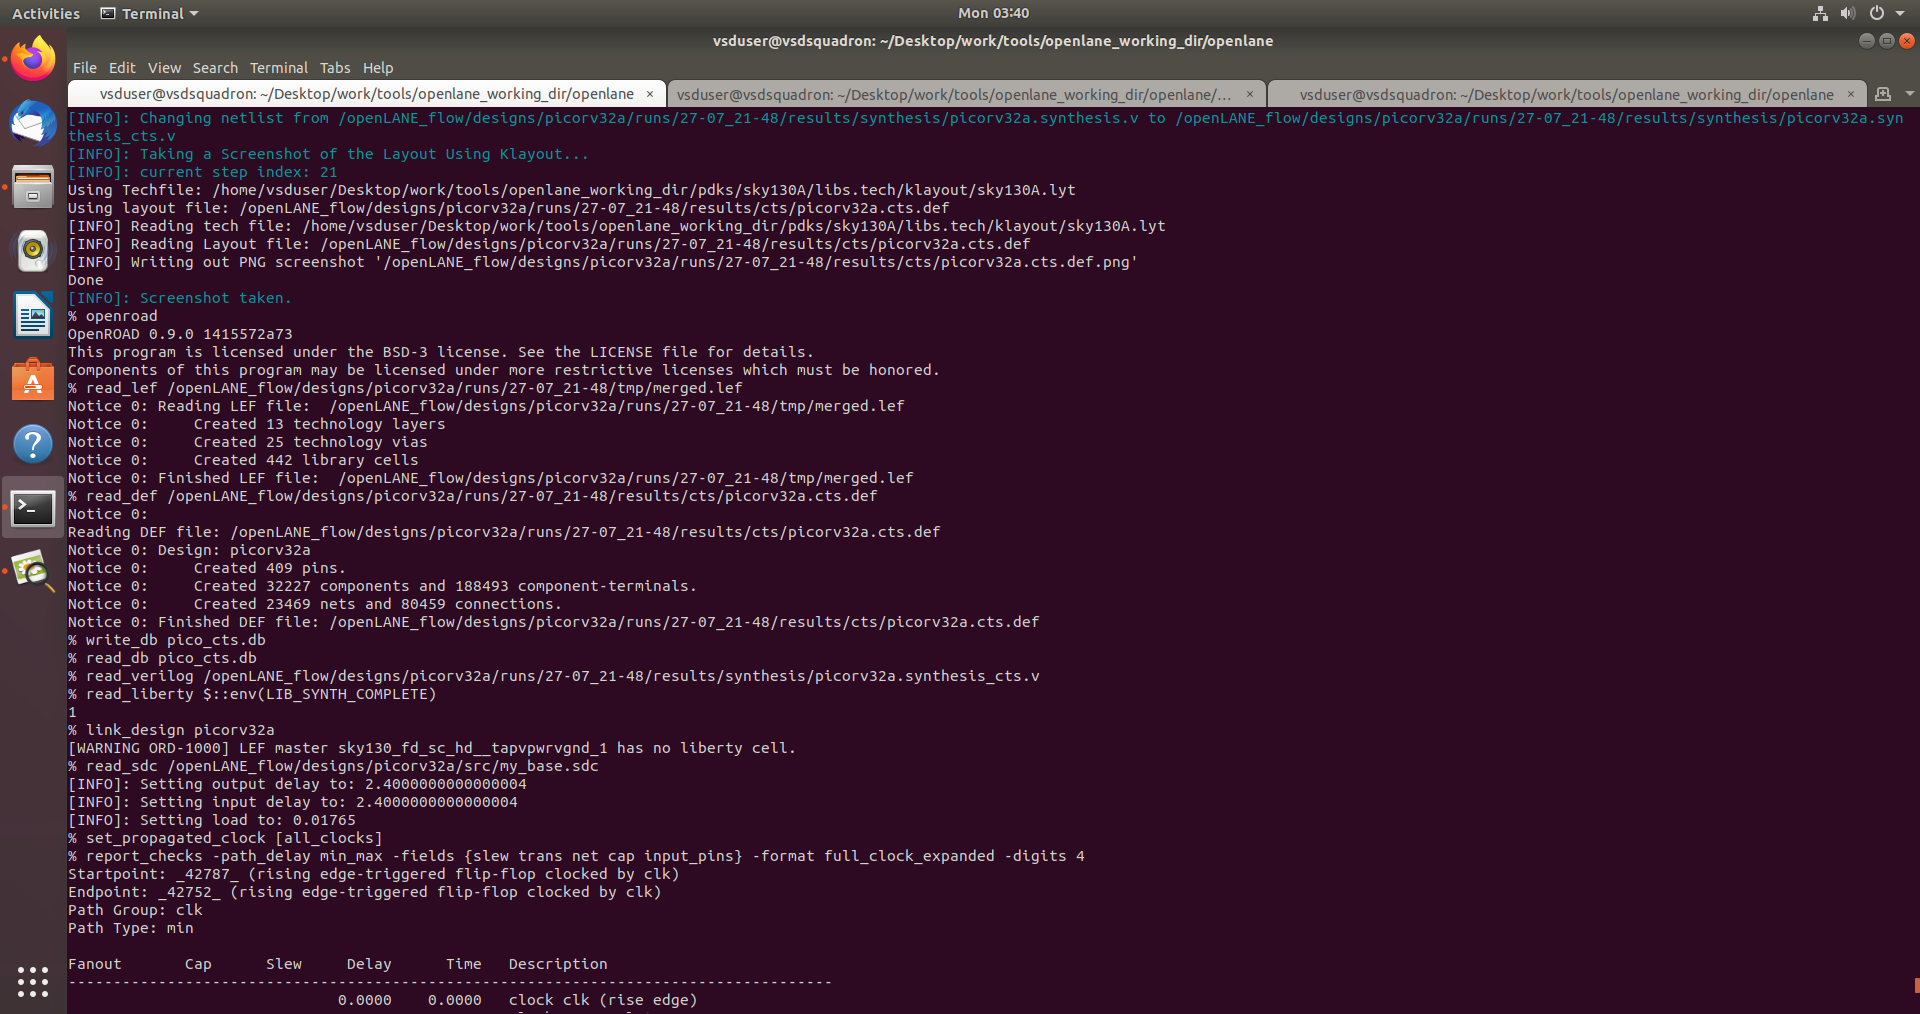 Activities Terminal Mon 03:40
vsduser@vsdsquadron: ~/Desktop/work/tools/openlane_working_dir/openlane
File Edit View Search Terminal Tabs Help
vsduser@vsdsquadron: ~/Desktop/work/tools/openlane_working_dir/openlane × vsduser@vsdsquadron: ~/Desktop/work/tools/openlane_working_dir/openlane/... × vsduser@vsdsquadron: ~/Desktop/work/tools/openlane_working_dir/openlane ×
[INFO]: Changing netlist from /openLANE_flow/designs/picorv32a/runs/27-07_21-48/results/synthesis/picorv32a.synthesis.v to /openLANE_flow/designs/picorv32a/runs/27-07_21-48/results/synthesis/picorv32a.syn
thesis_cts.v
[INFO]: Taking a Screenshot of the Layout Using Klayout...
[INFO]: current step index: 21
Using Techfile: /home/vsduser/Desktop/work/tools/openlane_working_dir/pdks/sky130A/libs.tech/klayout/sky130A.lyt
Using layout file: /openLANE_flow/designs/picorv32a/runs/27-07_21-48/results/cts/picorv32a.cts.def
[INFO] Reading tech file: /home/vsduser/Desktop/work/tools/openlane_working_dir/pdks/sky130A/libs.tech/klayout/sky130A.lyt
[INFO] Reading Layout file: /openLANE_flow/designs/picorv32a/runs/27-07_21-48/results/cts/picorv32a.cts.def
[INFO] Writing out PNG screenshot '/openLANE_flow/designs/picorv32a/runs/27-07_21-48/results/cts/picorv32a.cts.def.png'
Done
[INFO]: Screenshot taken.
% openroad
OpenROAD 0.9.0 1415572a73
This program is licensed under the BSD-3 license. See the LICENSE file for details.
Components of this program may be licensed under more restrictive licenses which must be honored.
% read_lef /openLANE_flow/designs/picorv32a/runs/27-07_21-48/tmp/merged.lef
Notice 0: Reading LEF file:  /openLANE_flow/designs/picorv32a/runs/27-07_21-48/tmp/merged.lef
Notice 0:     Created 13 technology layers
Notice 0:     Created 25 technology vias
Notice 0:     Created 442 library cells
Notice 0: Finished LEF file:  /openLANE_flow/designs/picorv32a/runs/27-07_21-48/tmp/merged.lef
% read_def /openLANE_flow/designs/picorv32a/runs/27-07_21-48/results/cts/picorv32a.cts.def
Notice 0:
Reading DEF file: /openLANE_flow/designs/picorv32a/runs/27-07_21-48/results/cts/picorv32a.cts.def
Notice 0: Design: picorv32a
Notice 0:     Created 409 pins.
Notice 0:     Created 32227 components and 188493 component-terminals.
Notice 0:     Created 23469 nets and 80459 connections.
Notice 0: Finished DEF file: /openLANE_flow/designs/picorv32a/runs/27-07_21-48/results/cts/picorv32a.cts.def
% write_db pico_cts.db
% read_db pico_cts.db
% read_verilog /openLANE_flow/designs/picorv32a/runs/27-07_21-48/results/synthesis/picorv32a.synthesis_cts.v
% read_liberty $::env(LIB_SYNTH_COMPLETE)
1
% link_design picorv32a
[WARNING ORD-1000] LEF master sky130_fd_sc_hd__tapvpwrvgnd_1 has no liberty cell.
% read_sdc /openLANE_flow/designs/picorv32a/src/my_base.sdc
[INFO]: Setting output delay to: 2.4000000000000004
[INFO]: Setting input delay to: 2.4000000000000004
[INFO]: Setting load to: 0.01765
% set_propagated_clock [all_clocks]
% report_checks -path_delay min_max -fields {slew trans net cap input_pins} -format full_clock_expanded -digits 4
Startpoint: _42787_ (rising edge-triggered flip-flop clocked by clk)
Endpoint: _42752_ (rising edge-triggered flip-flop clocked by clk)
Path Group: clk
Path Type: min
Fanout       Cap      Slew     Delay      Time   Description
-------------------------------------------------------------------------------------
0.0000    0.0000   clock clk (rise edge)